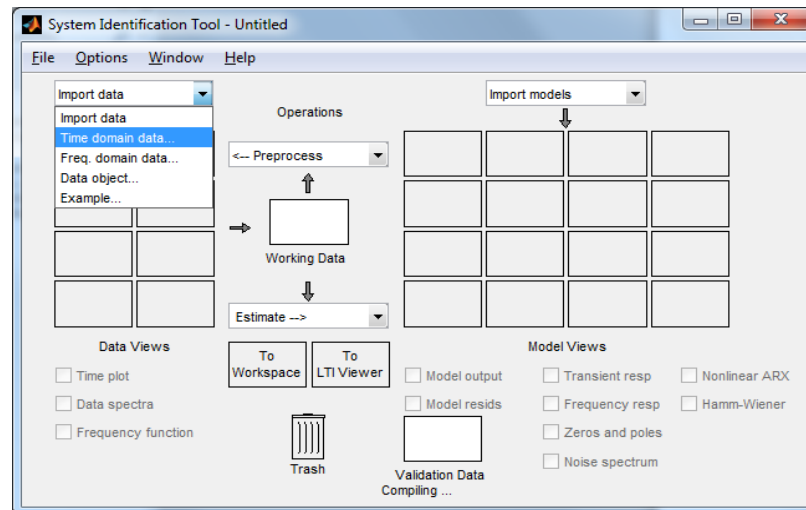 System Identification Tool - Untitled
File Options Window Help
Import data
Import data
Time domain data...
Freq. domain data...
Data object...
Example...
Operations
<-- Preprocess
Working Data
Estimate -->
Import models
Data Views
Time plot
Data spectra
Frequency function
To
Workspace
To
LTI Viewer
Trash
Model Views
Model output
Transient resp
Nonlinear ARX
Model resids
Frequency resp
Hamm-Wiener
Zeros and poles
Noise spectrum
Validation Data
Compiling ...